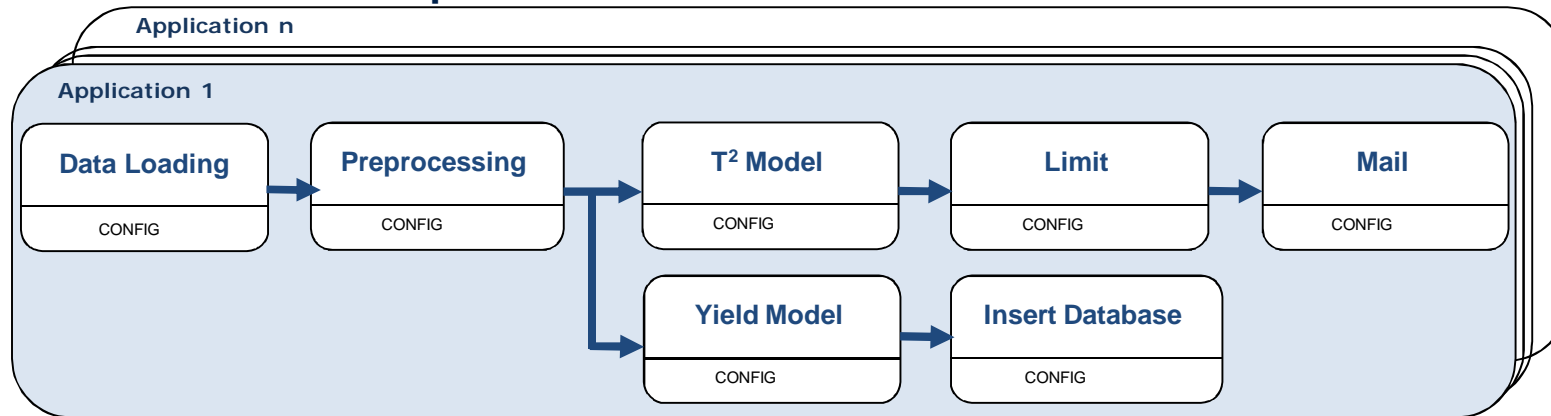 Application n
Application 1
Data Loading
CONFIG
Preprocessing
CONFIG
T² Model
CONFIG
Limit
CONFIG
Mail
CONFIG
Yield Model
CONFIG
Insert Database
CONFIG